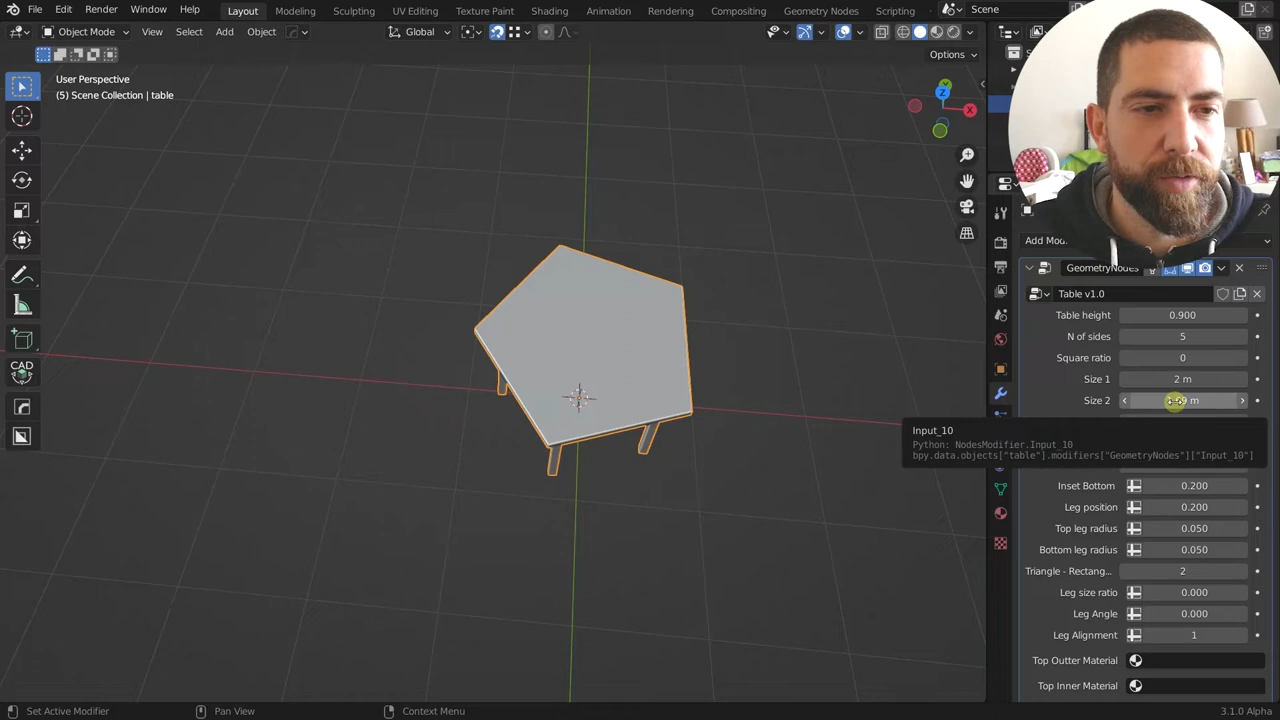 File Edit Render Window Help Layout Modeling Sculpting UV Editing Texture Paint Shading Animation Rendering Compositing Geometry Nodes Scripting Scene
Object Mode View Select Add Object Global
Options
User Perspective
(5) Scene Collection | table
X
Y
Z
CAD
GeometryNodes
Table v1.0
Table height 0.900
N of sides 5
Square ratio 0
Size 1 2 m
Size 2
Input_10
Python: NodesModifier.Input_10
bpy.data.objects["table"].modifiers["GeometryNodes"]["Input_10"]
Inset Bottom 0.200
Leg position 0.200
Top leg radius 0.050
Bottom leg radius 0.050
Triangle - Rectang... 2
Leg size ratio 0.000
Leg Angle 0.000
Leg Alignment 1
Top Outter Material
Top Inner Material
Set Active Modifier Pan View Context Menu 3.1.0 Alpha